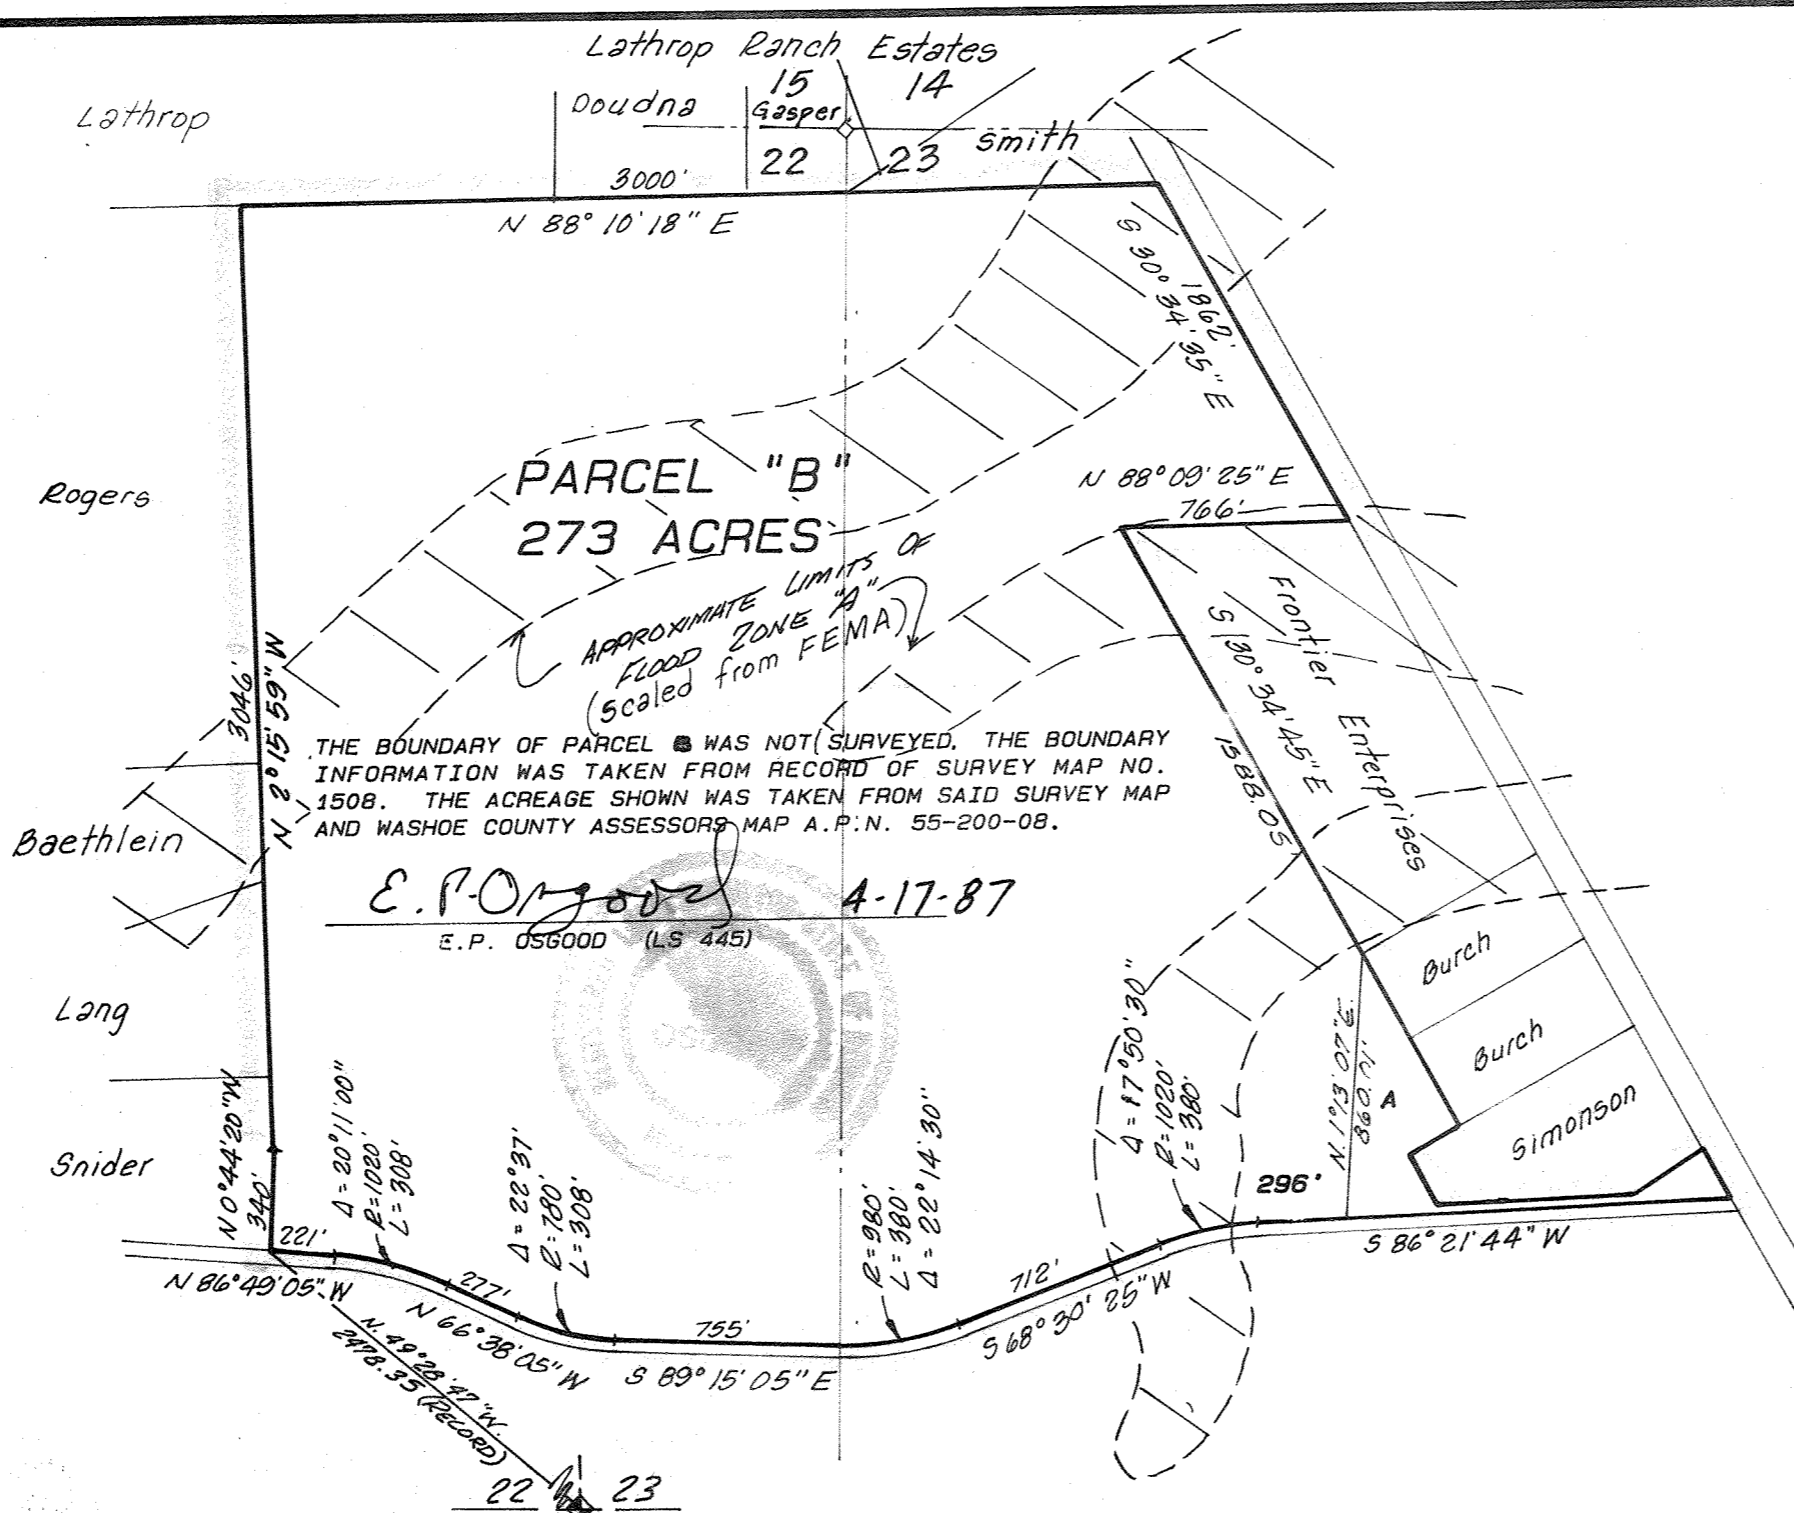 Lathrop Ranch Estates
15 14
Lathrop
Doudna
Gasper
Smith
22 23
3000'
N 88° 10' 18" E
1862'
S 30° 34' 35" E
Rogers
PARCEL "B"
273 ACRES
N 88° 09' 25" E
766'
APPROXIMATE LIMITS OF
FLOOD ZONE "A"
(scaled from FEMA)
Frontier Enterprises
S 30° 34' 45" E
1588.05
3046'
N 2° 15' 59" W
THE BOUNDARY OF PARCEL B WAS NOT SURVEYED. THE BOUNDARY
INFORMATION WAS TAKEN FROM RECORD OF SURVEY MAP NO.
1508. THE ACREAGE SHOWN WAS TAKEN FROM SAID SURVEY MAP
AND WASHOE COUNTY ASSESSORS MAP A.P.N. 55-200-08.
Baethlein
E.P. Osgood 4-17-87
E.P. OSGOOD (LS 445)
Burch
Lang
Burch
Simonson
Snider
N 0° 44' 20" W
340'
221'
Δ = 20° 11' 00"
R = 1020'
L = 308'
Δ = 22° 37'
R = 780'
L = 308'
R = 980'
L = 380'
Δ = 22° 14' 30"
Δ = 17° 50' 30"
R = 1020'
L = 380'
N 1° 13' 07" E
860.01'
A
296'
S 86° 21' 44" W
N 86° 49' 05" W
277'
N 66° 38' 05" W
755'
S 89° 15' 05" E
712'
S 68° 30' 25" W
N. 49° 28' 47" W.
2478.35 (RECORD)
22 23